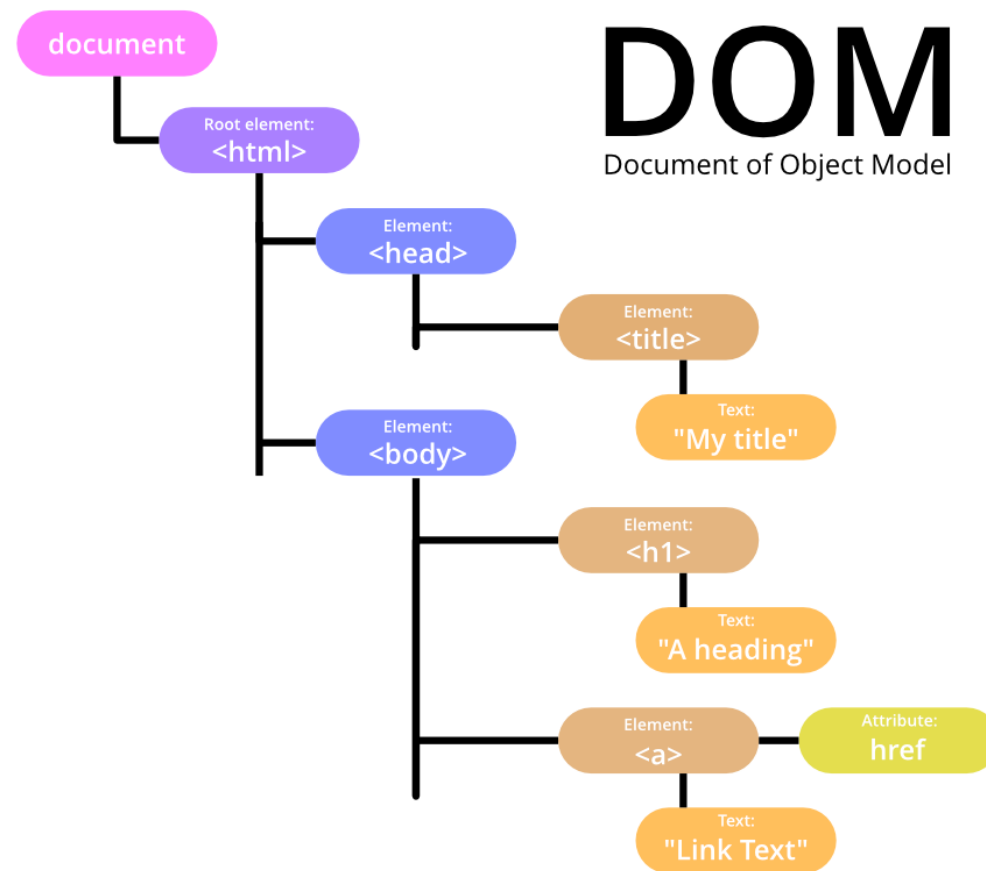 document
DOM
Document of Object Model
Root element:
<html>
Element:
<head>
Element:
<title>
Text:
"My title"
Element:
<body>
Element:
<h1>
Text:
"A heading"
Element:
<a>
Attribute:
href
Text:
"Link Text"